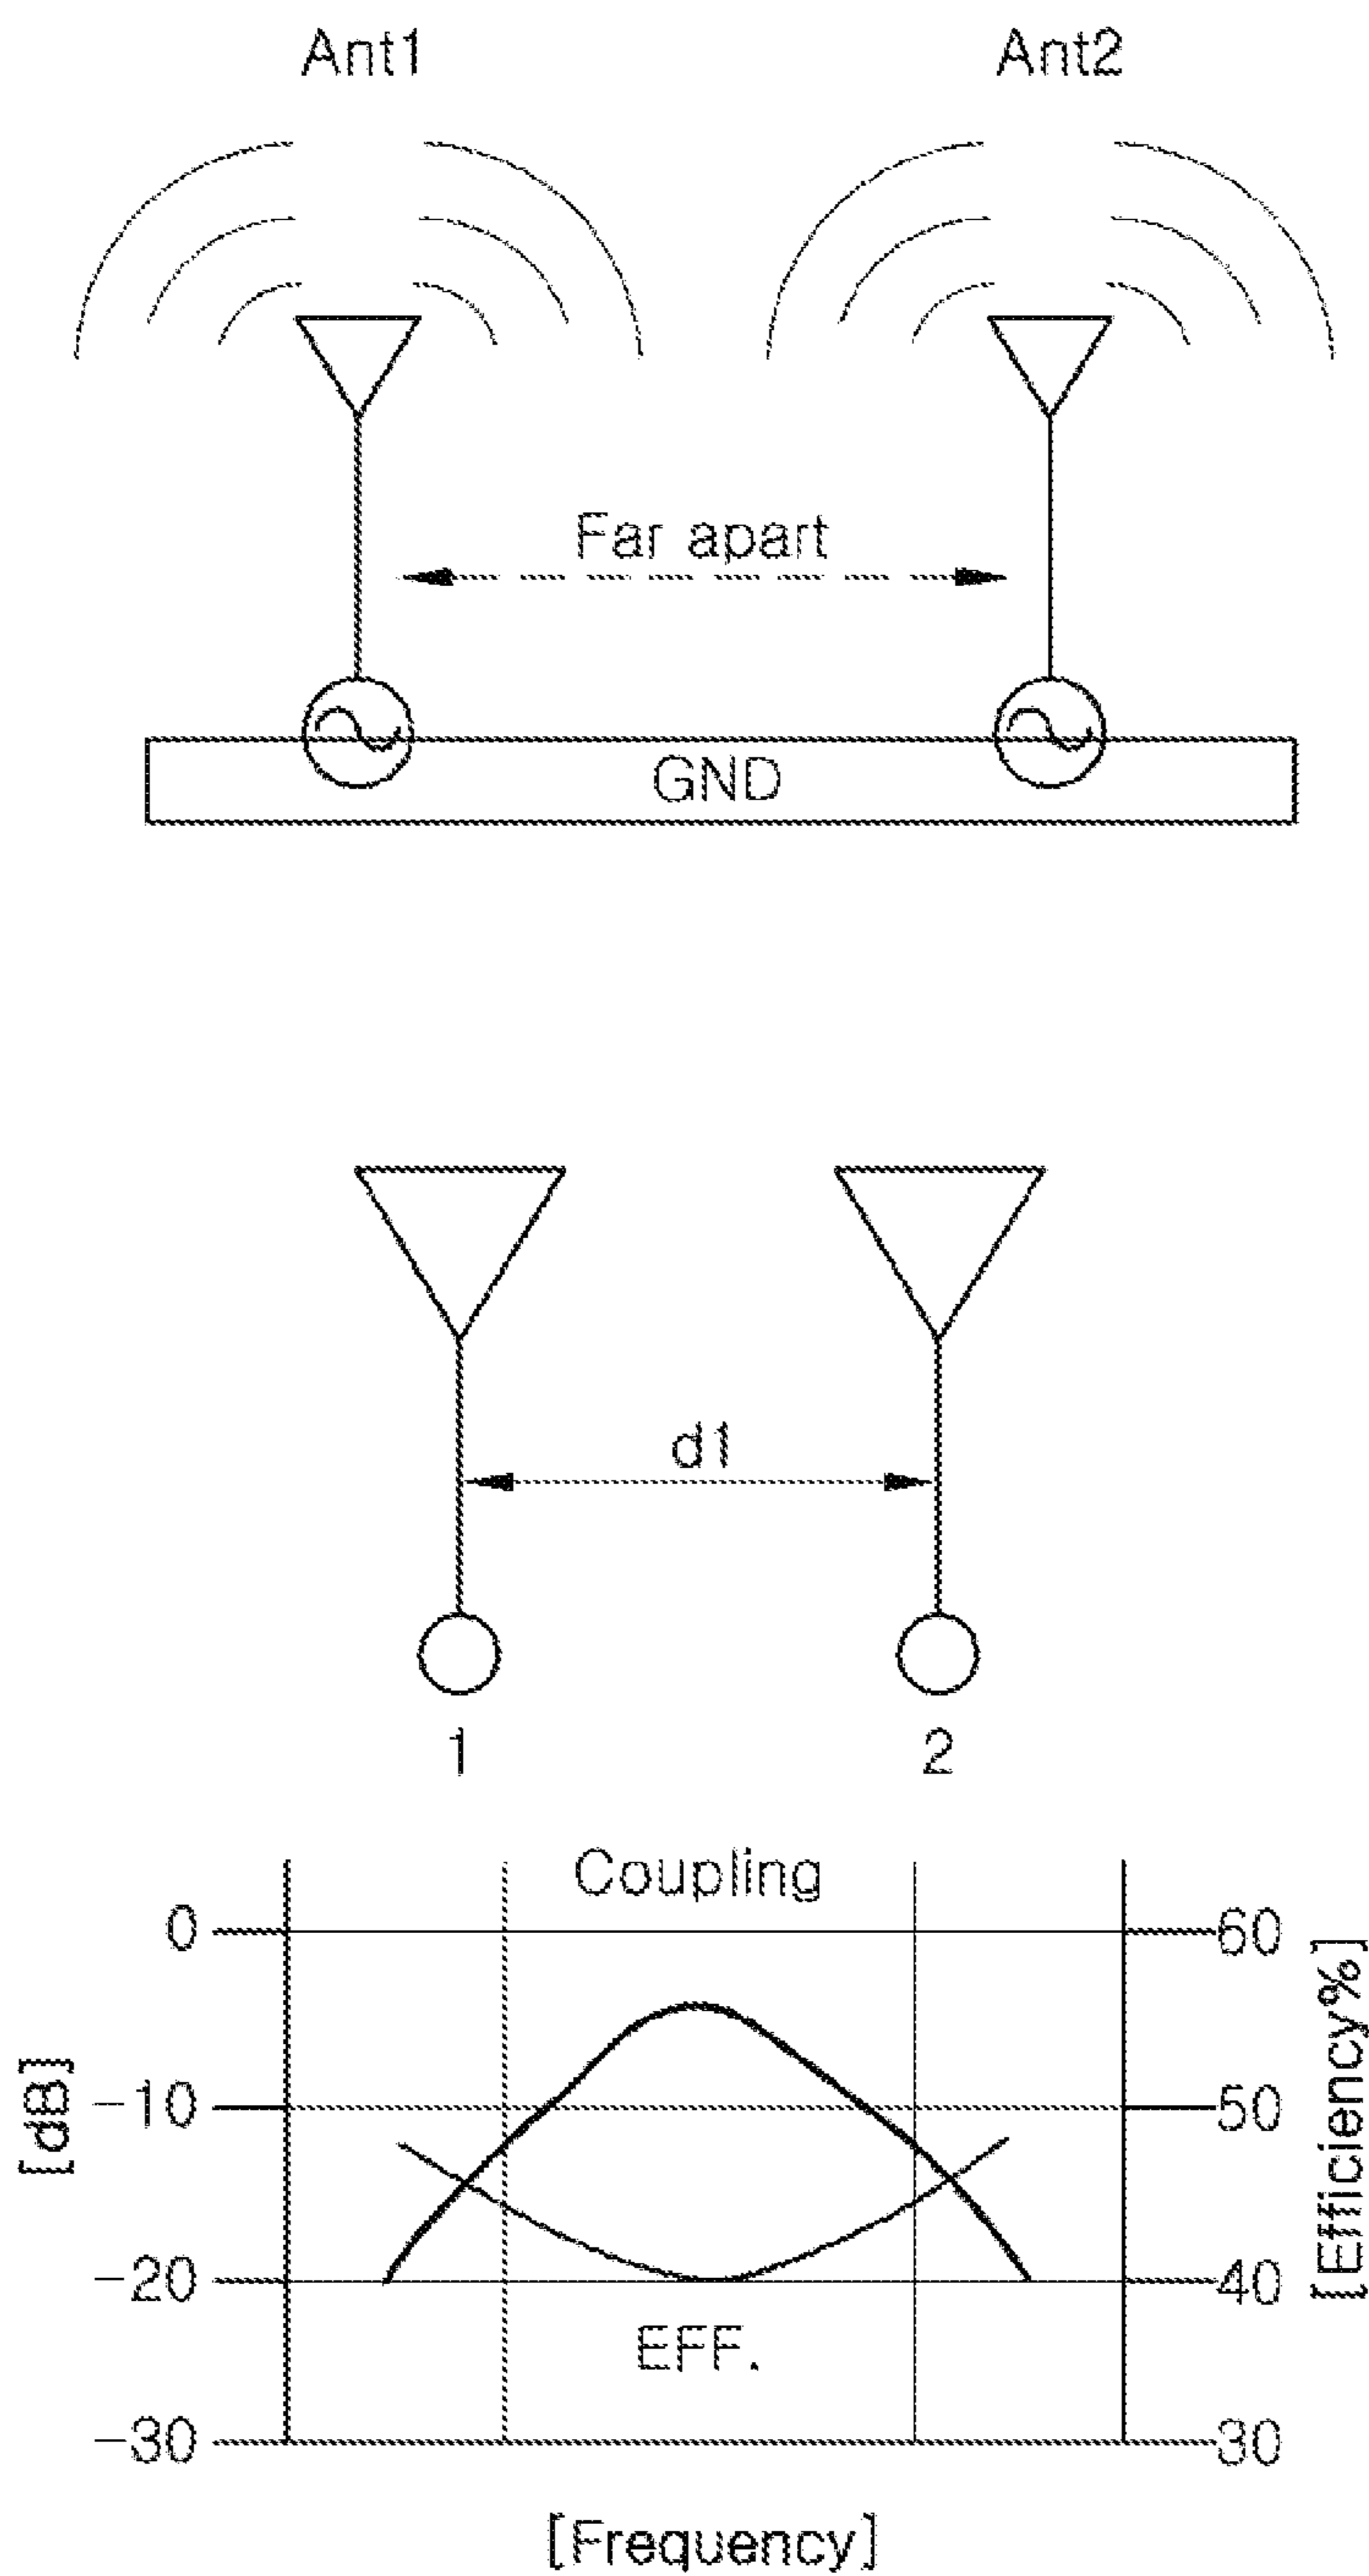 Ant1 Ant2
Far apart
GND
d1
1 2
Coupling
0 60
[dB] -10 50 [Efficiency%]
-20 40
EFF.
-30 30
[Frequency]